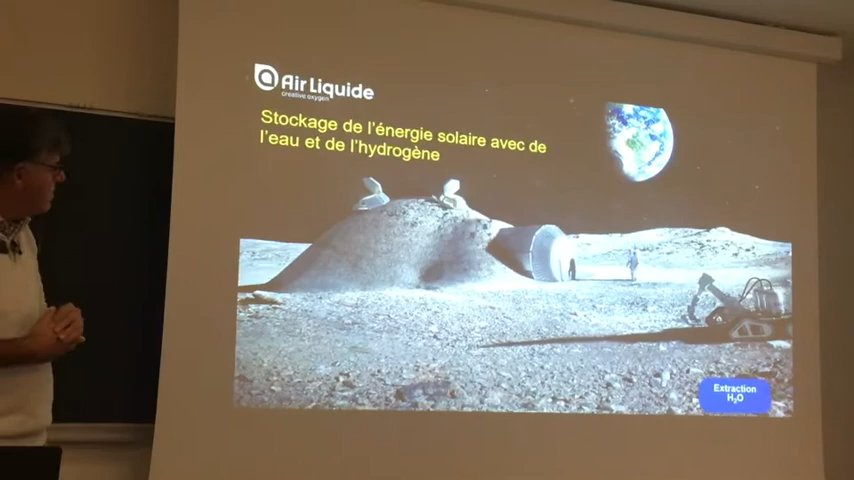 Air Liquide
creative oxygen
Stockage de l'énergie solaire avec de
l'eau et de l'hydrogène
Extraction
H₂O